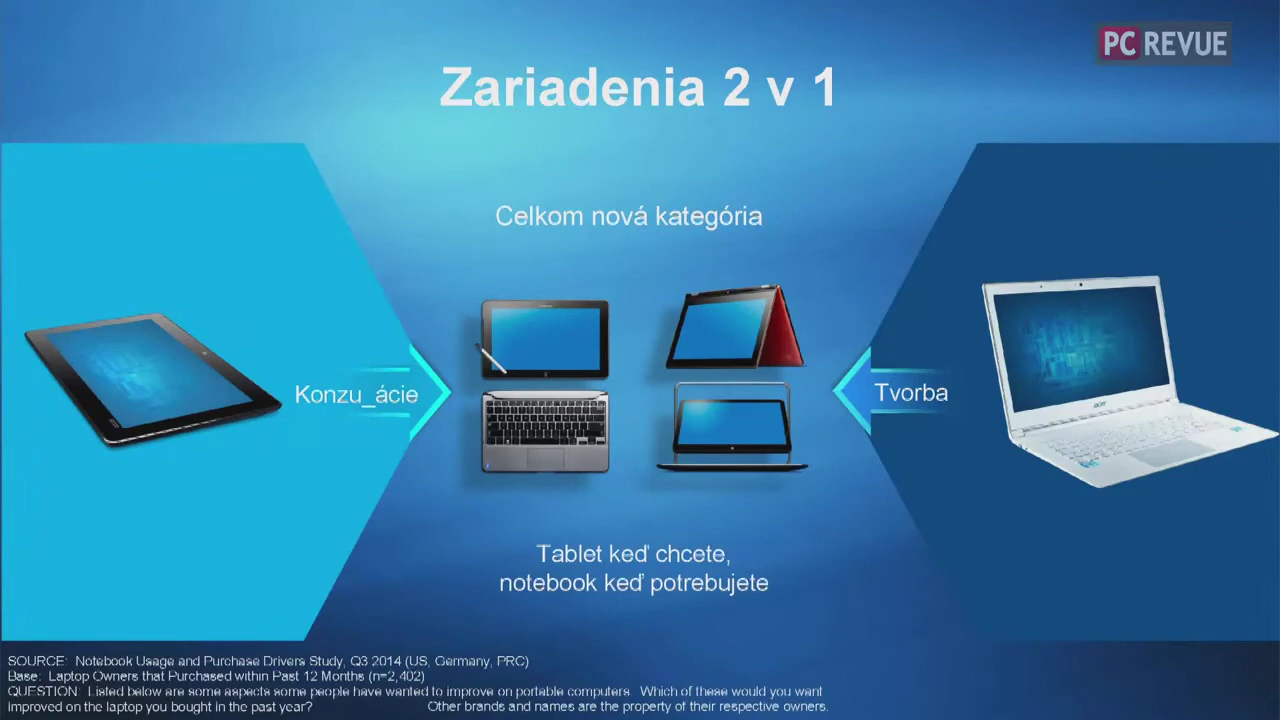 PC REVUE
Zariadenia 2 v 1
Celkom nová kategória
Konzu_ácie
Tvorba
acer
Tablet keď chcete,
notebook keď potrebujete
SOURCE: Notebook Usage and Purchase Drivers Study, Q3 2014 (US, Germany, PRC)
Base: Laptop Owners that Purchased within Past 12 Months (n=2,402)
QUESTION: Listed below are some aspects some people have wanted to improve on portable computers. Which of these would you want
improved on the laptop you bought in the past year? Other brands and names are the property of their respective owners.